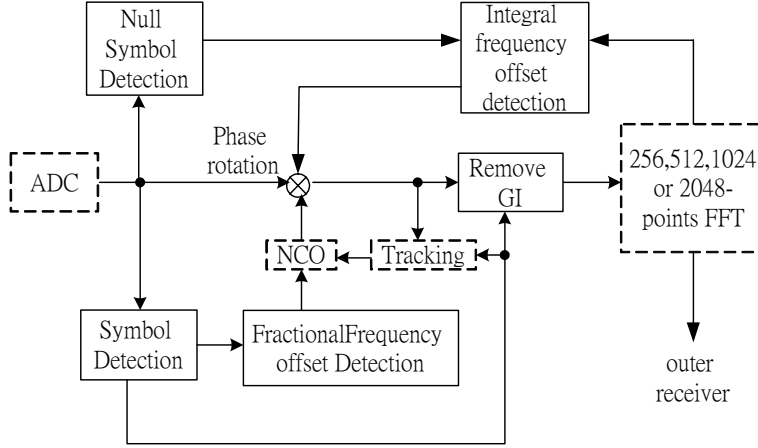 Null
Symbol
Detection
Integral
frequency
offset
detection
Phase
rotation
ADC
Remove
GI
256,512,1024
or 2048-
points FFT
NCO
Tracking
Symbol
Detection
FractionalFrequency
offset Detection
outer
receiver